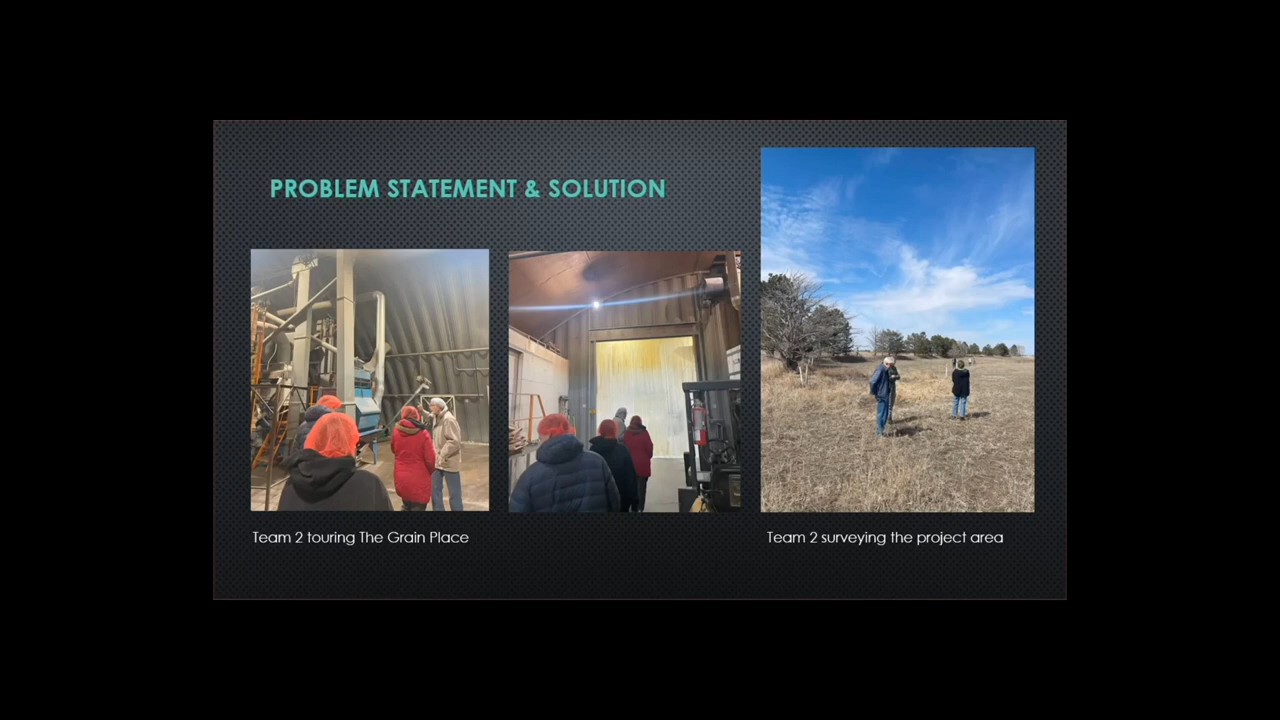 PROBLEM STATEMENT & SOLUTION
Team 2 touring The Grain Place
Team 2 surveying the project area